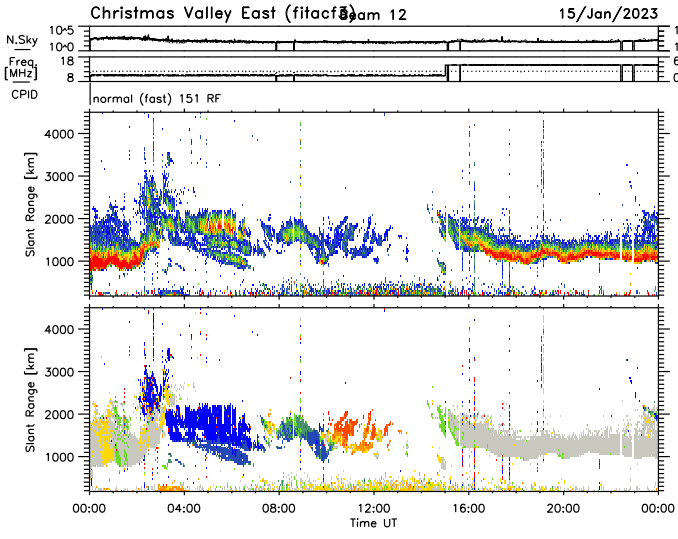 Christmas Valley East (fitacf3) Beam 12 15/Jan/2023
N.Sky 10^5 10^0
Freq. [MHz] 18 8
CPID normal (fast) 151 RF
Slant Range [km] 4000 3000 2000 1000
Slant Range [km] 4000 3000 2000 1000
00:00 04:00 08:00 12:00 16:00 20:00 00:00
Time UT